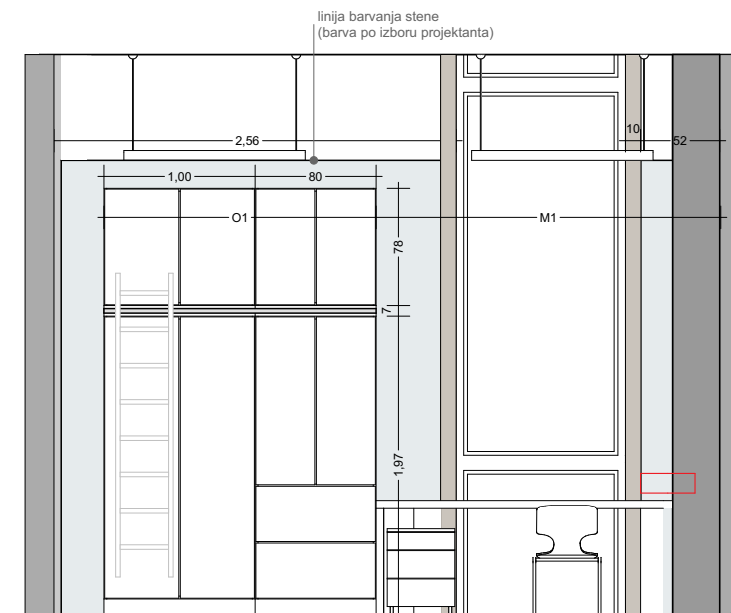 linija barvanja stene
(barva po izboru projektanta)
10
2,56
52
1,00
80
O1
M1
78
7
1,97